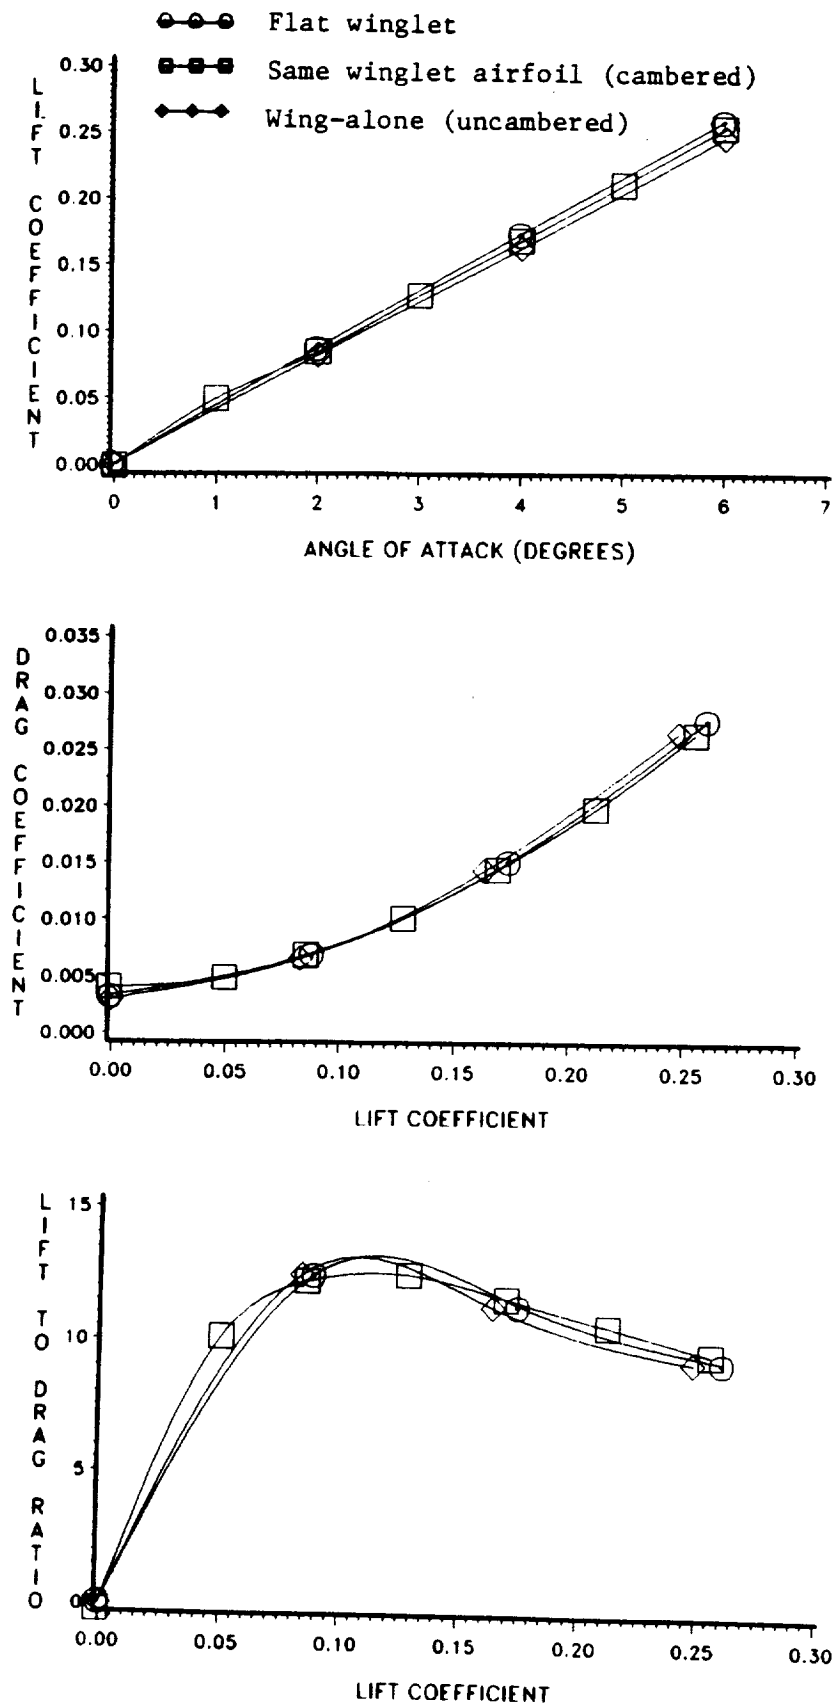 Flat winglet
Same winglet airfoil (cambered)
Wing-alone (uncambered)
LIFT COEFFICIENT
0.30
0.25
0.20
0.15
0.10
0.05
0.00
0 1 2 3 4 5 6 7
ANGLE OF ATTACK (DEGREES)
DRAG COEFFICIENT
0.035
0.030
0.025
0.020
0.015
0.010
0.005
0.000
0.00 0.05 0.10 0.15 0.20 0.25 0.30
LIFT COEFFICIENT
LIFT TO DRAG RATIO
15
10
5
0
0.00 0.05 0.10 0.15 0.20 0.25 0.30
LIFT COEFFICIENT